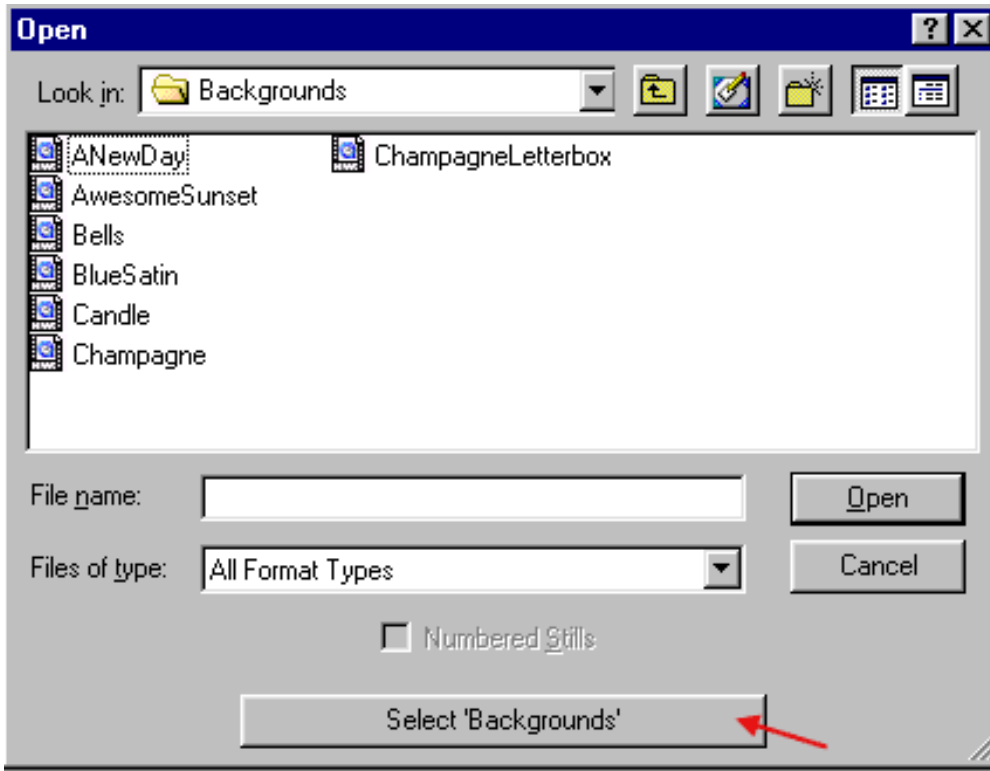 Open
Look in: Backgrounds
ANewDay ChampagneLetterbox
AwesomeSunset
Bells
BlueSatin
Candle
Champagne
File name: Open
Files of type: All Format Types Cancel
Numbered Stills
Select 'Backgrounds'